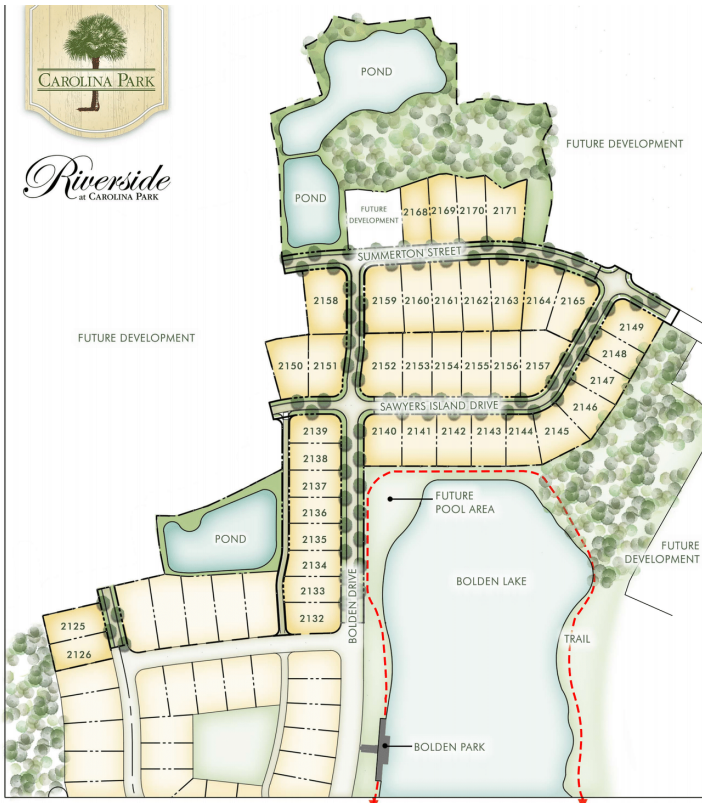 CAROLINA PARK
Riverside
at CAROLINA PARK
POND
FUTURE DEVELOPMENT
POND
FUTURE
DEVELOPMENT
2168 2169 2170 2171
SUMMERTON STREET
2158 2159 2160 2161 2162 2163 2164 2165
2149
FUTURE DEVELOPMENT
2148
2150 2151 2152 2153 2154 2155 2156 2157
2147
SAWYERS ISLAND DRIVE
2146
2139 2140 2141 2142 2143 2144 2145
2138
2137
2136
FUTURE
POOL AREA
2135
POND
2134
FUTURE
DEVELOPMENT
2133
BOLDEN LAKE
2132
BOLDEN DRIVE
2125
2126
TRAIL
BOLDEN PARK